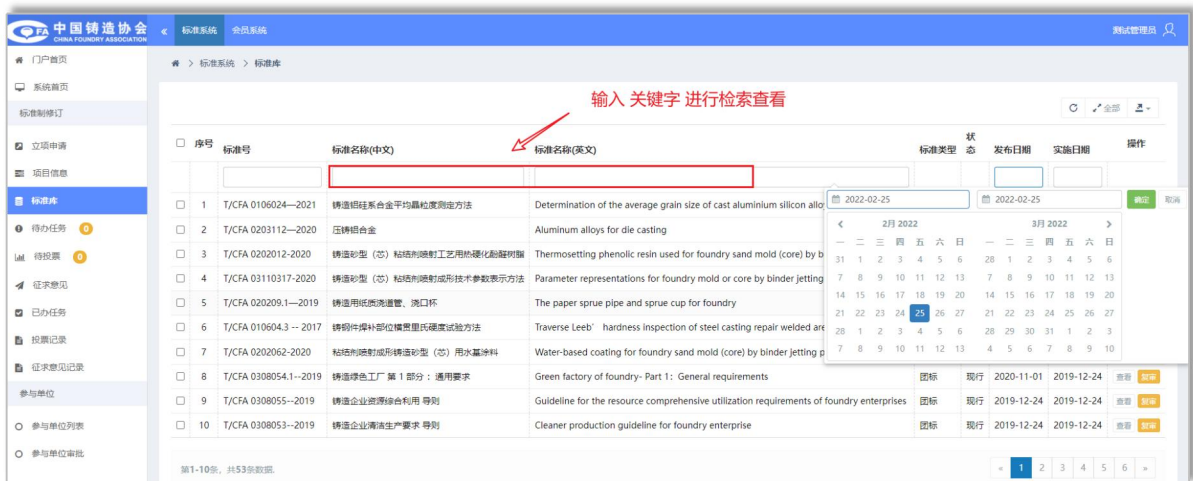 中国铸造协会
CHINA FOUNDRY ASSOCIATION
« 标准系统 会员系统
测试管理员
门户首页
系统首页
标准制修订
立项申请
项目信息
标准库
待办任务 0
待投票 0
征求意见
已办任务
投票记录
征求意见记录
参与单位
参与单位列表
参与单位审批
> 标准系统 > 标准库
输入 关键字 进行检索查看
全部
序号 标准号 标准名称(中文) 标准名称(英文) 标准类型 状态 发布日期 实施日期 操作
2022-02-25 2022-02-25 确定 取消
2月 2022 3月 2022
一 二 三 四 五 六 日 一 二 三 四 五 六 日
31 1 2 3 4 5 6 28 1 2 3 4 5 6
7 8 9 10 11 12 13 7 8 9 10 11 12 13
14 15 16 17 18 19 20 14 15 16 17 18 19 20
21 22 23 24 25 26 27 21 22 23 24 25 26 27
28 1 2 3 4 5 6 28 29 30 31 1 2 3
7 8 9 10 11 12 13 4 5 6 7 8 9 10
1 T/CFA 0106024—2021 铸造铝硅系合金平均晶粒度测定方法 Determination of the average grain size of cast aluminium silicon
2 T/CFA 0203112—2020 压铸铝合金 Aluminum alloys for die casting
3 T/CFA 0202012-2020 铸造砂型（芯）粘结剂喷射工艺用热硬化酚醛树脂 Thermosetting phenolic resin used for foundry sand mold (core) by
4 T/CFA 03110317-2020 铸造砂型（芯）粘结剂喷射成形技术参数表示方法 Parameter representations for foundry mold or core by binder jetting
5 T/CFA 020209.1—2019 铸造用纸质浇道管、浇口杯 The paper sprue pipe and sprue cup for foundry
6 T/CFA 010604.3 -- 2017 铸钢件焊补部位横贯里氏硬度试验方法 Traverse Leeb’ hardness inspection of steel casting repair welded
7 T/CFA 0202062-2020 粘结剂喷射成形铸造砂型（芯）用水基涂料 Water-based coating for foundry sand mold (core) by binder jetting
8 T/CFA 0308054.1--2019 铸造绿色工厂 第 1 部分：通用要求 Green factory of foundry- Part 1: General requirements 团标 现行 2020-11-01 2019-12-24 查看 复审
9 T/CFA 0308055--2019 铸造企业资源综合利用 导则 Guideline for the resource comprehensive utilization requirements of foundry enterprises 团标 现行 2019-12-24 2019-12-24 查看 复审
10 T/CFA 0308053--2019 铸造企业清洁生产要求 导则 Cleaner production guideline for foundry enterprise 团标 现行 2019-12-24 2019-12-24 查看 复审
第1-10条，共53条数据.
« 1 2 3 4 5 6 »